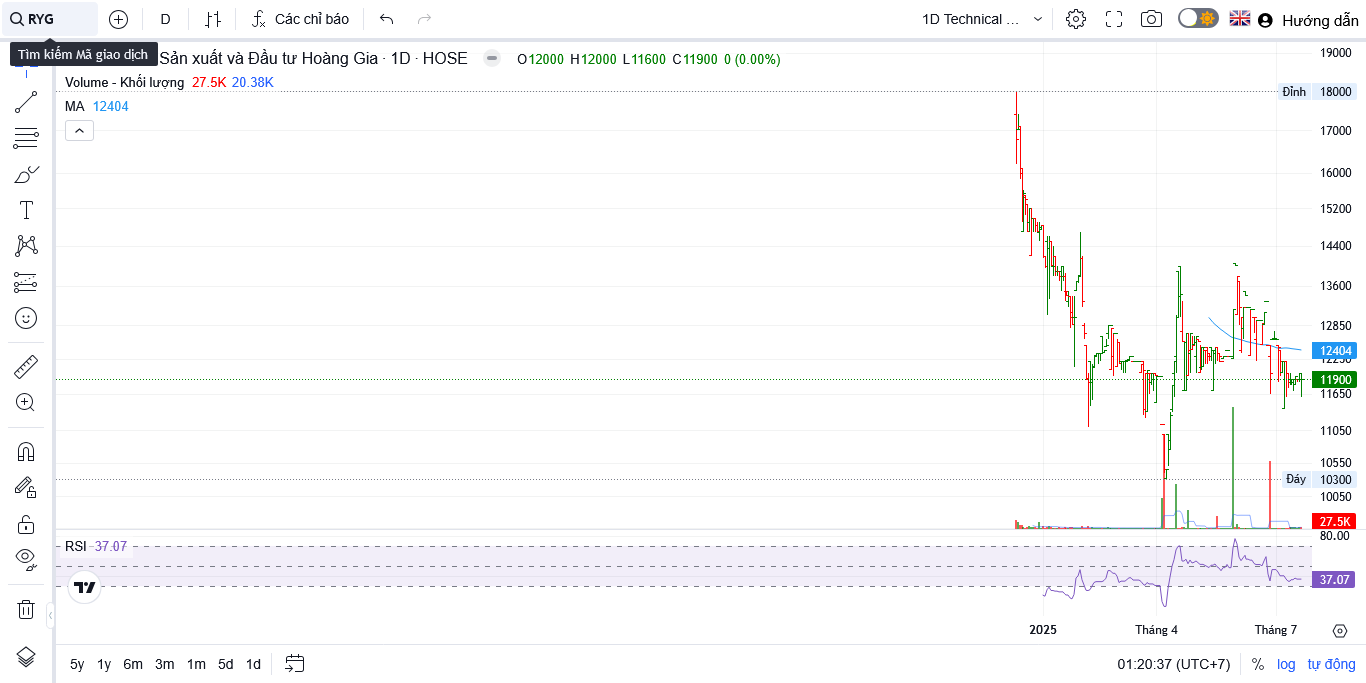 RYG
D
Các chỉ báo
1D Technical ...
Hướng dẫn
Tìm kiếm Mã giao dịch
Sản xuất và Đầu tư Hoàng Gia · 1D · HOSE
O12000 H12000 L11600 C11900 0 (0.00%)
Volume - Khối lượng 27.5K 20.38K
MA 12404
19000
Đỉnh 18000
17000
16000
15200
14400
13600
12850
12404
12250
11900
11650
11050
10550
Đáy 10300
10050
27.5K
80.00
RSI 37.07
37.07
2025
Tháng 4
Tháng 7
5y 1y 6m 3m 1m 5d 1d
01:20:37 (UTC+7)
%
log
tự động